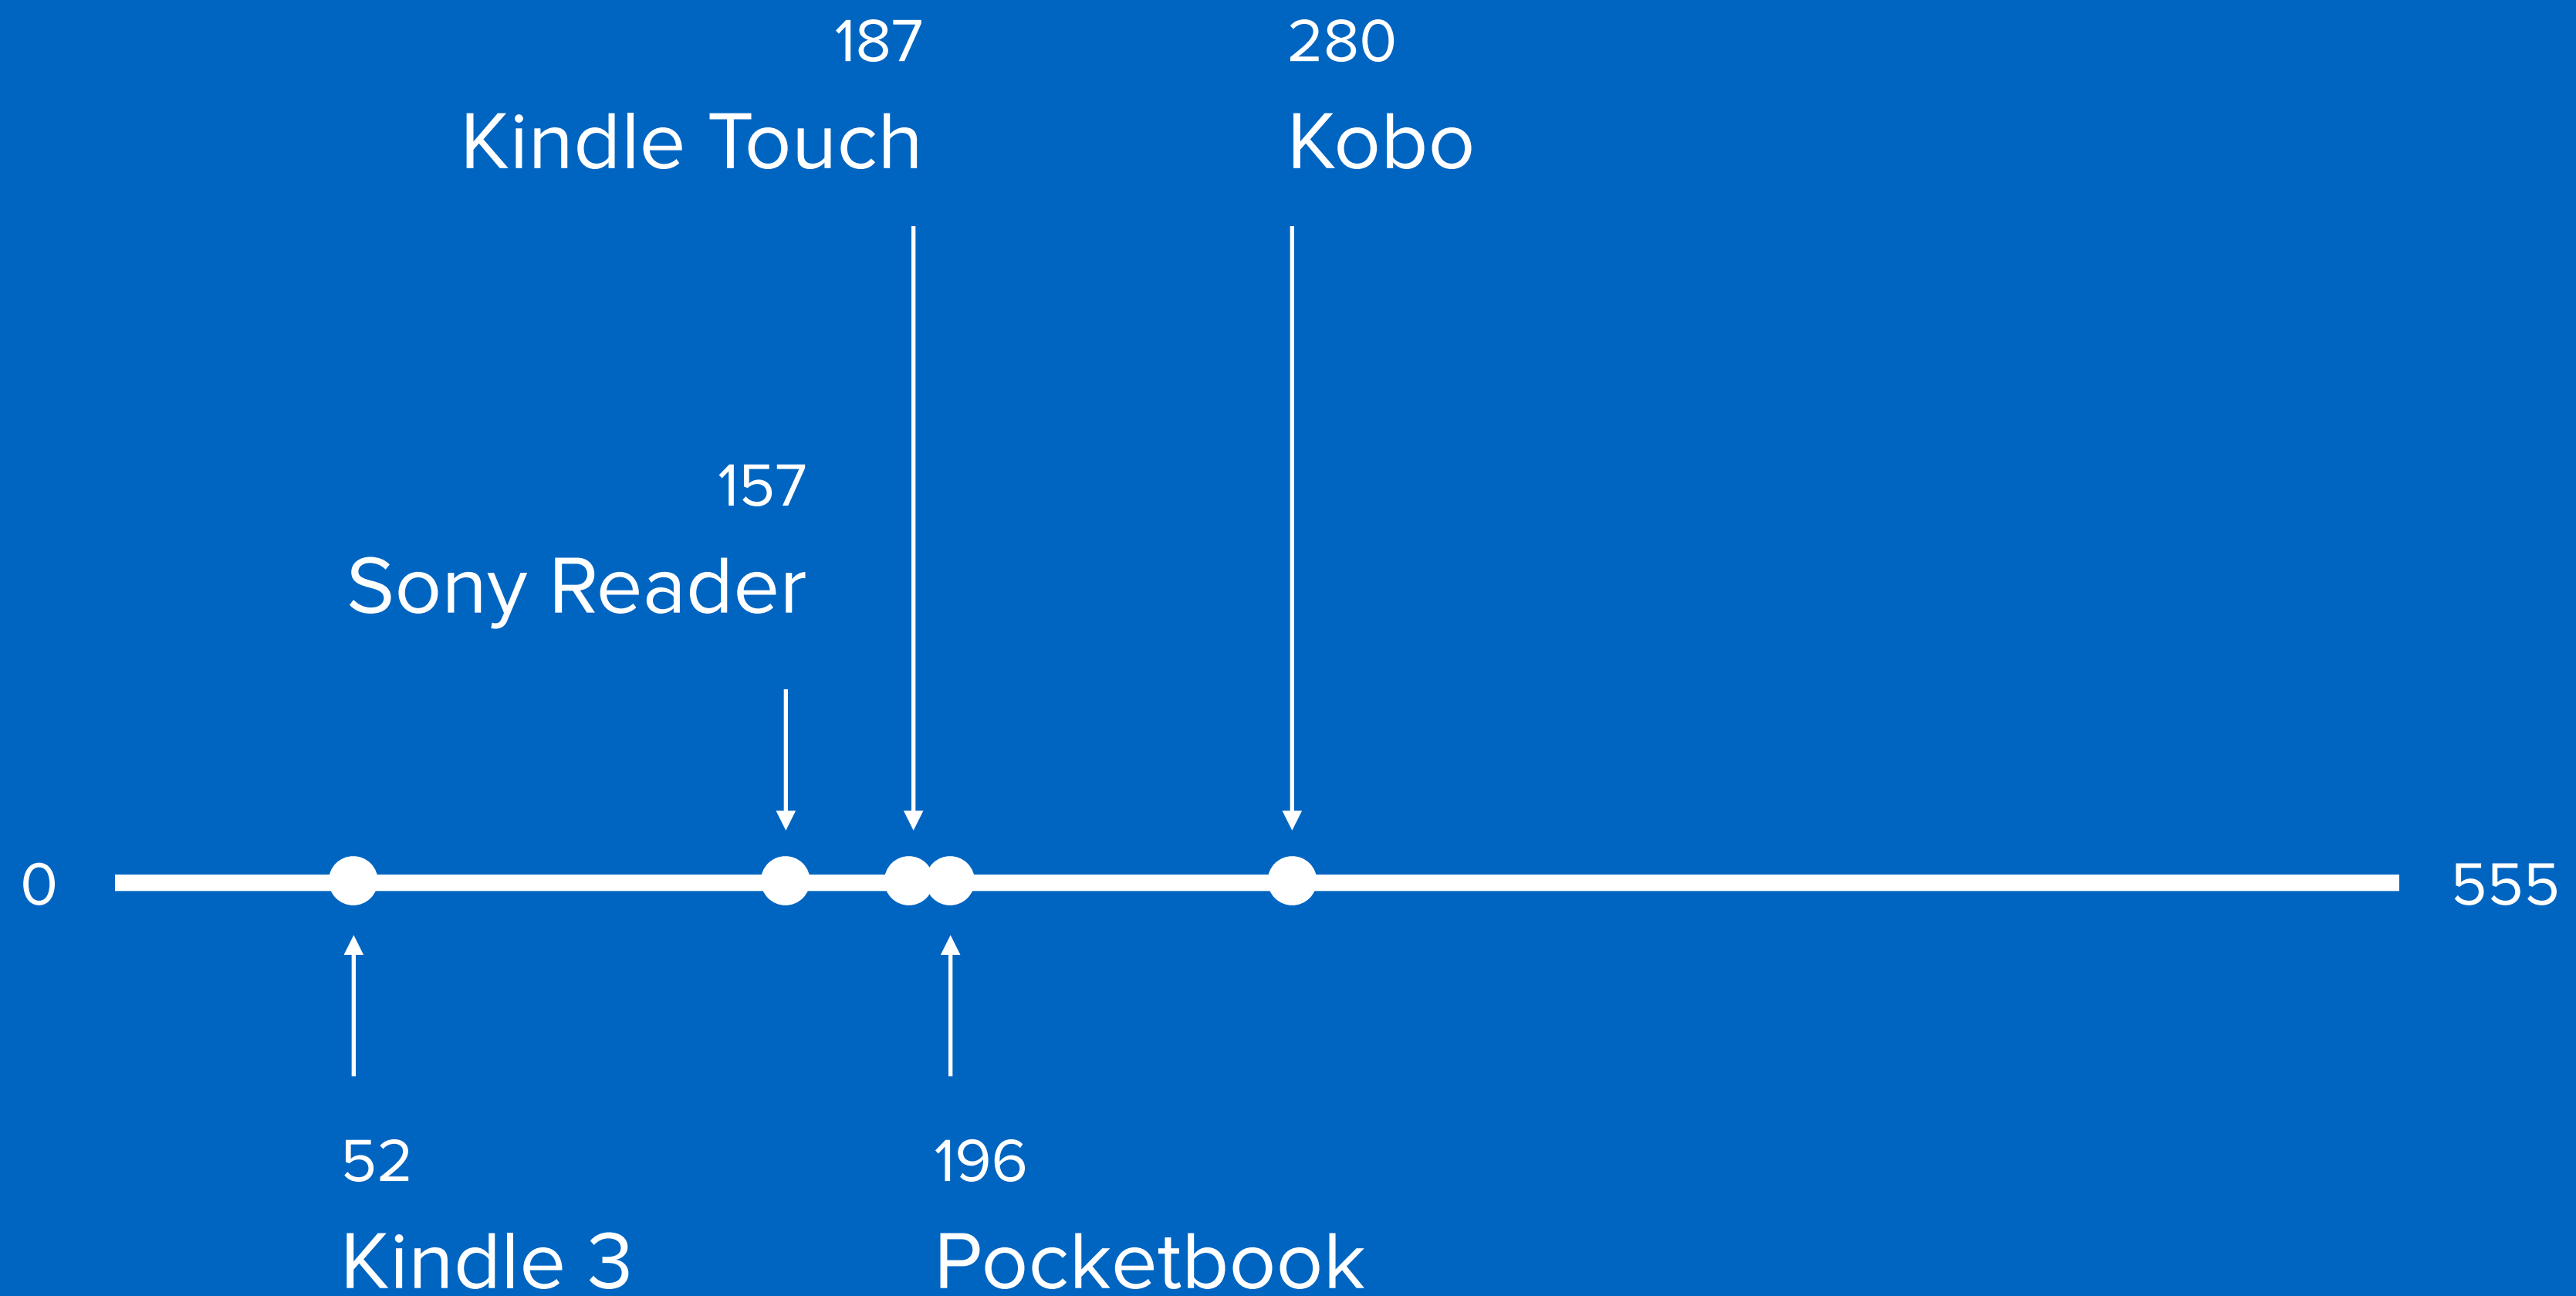 187
Kindle Touch
280
Kobo
157
Sony Reader
0
555
52
Kindle 3
196
Pocketbook